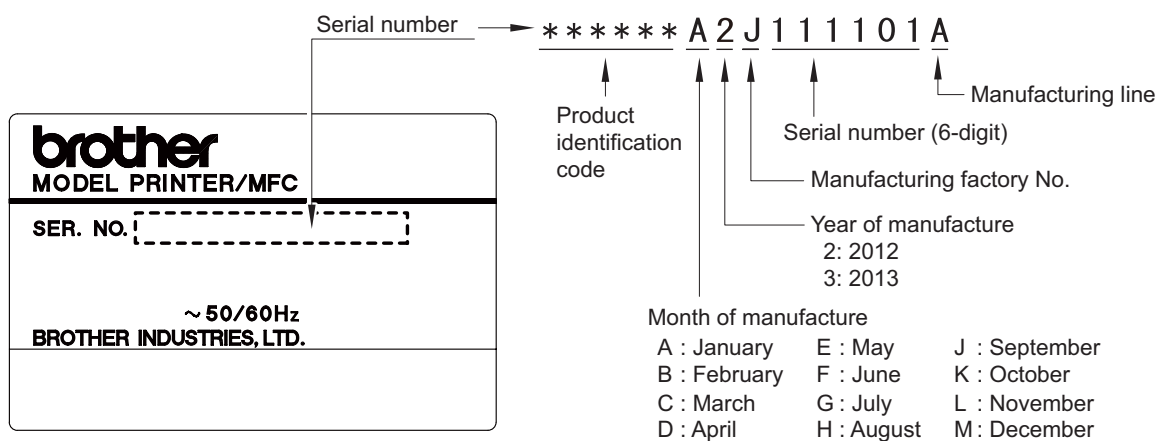 Serial number
******A2J111101A
Product
identification
code
Manufacturing line
Serial number (6-digit)
Manufacturing factory No.
Year of manufacture
2: 2012
3: 2013
Month of manufacture
A : January E : May J : September
B : February F : June K : October
C : March G : July L : November
D : April H : August M : December
brother
MODEL PRINTER/MFC
SER. NO.
~ 50/60Hz
BROTHER INDUSTRIES, LTD.